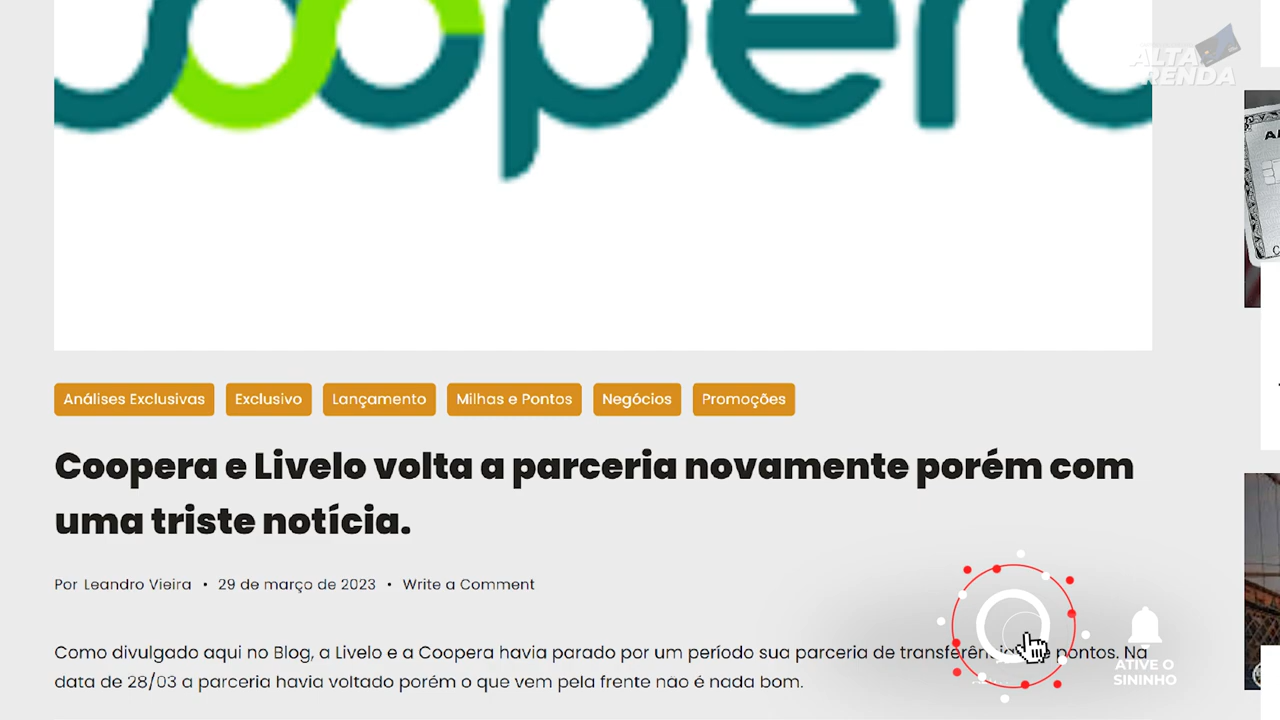 coopera
ALTA
RENDA
Análises Exclusivas Exclusivo Lançamento Milhas e Pontos Negócios Promoções
Coopera e Livelo volta a parceria novamente porém com
uma triste notícia.
Por Leandro Vieira • 29 de março de 2023 • Write a Comment
Como divulgado aqui no Blog, a Livelo e a Coopera havia parado por um período sua parceria de pontos. Na
data de 28/03 a parceria havia voltado porem o que vem pela frente não é nada bom.
ATIVE O
SININHO